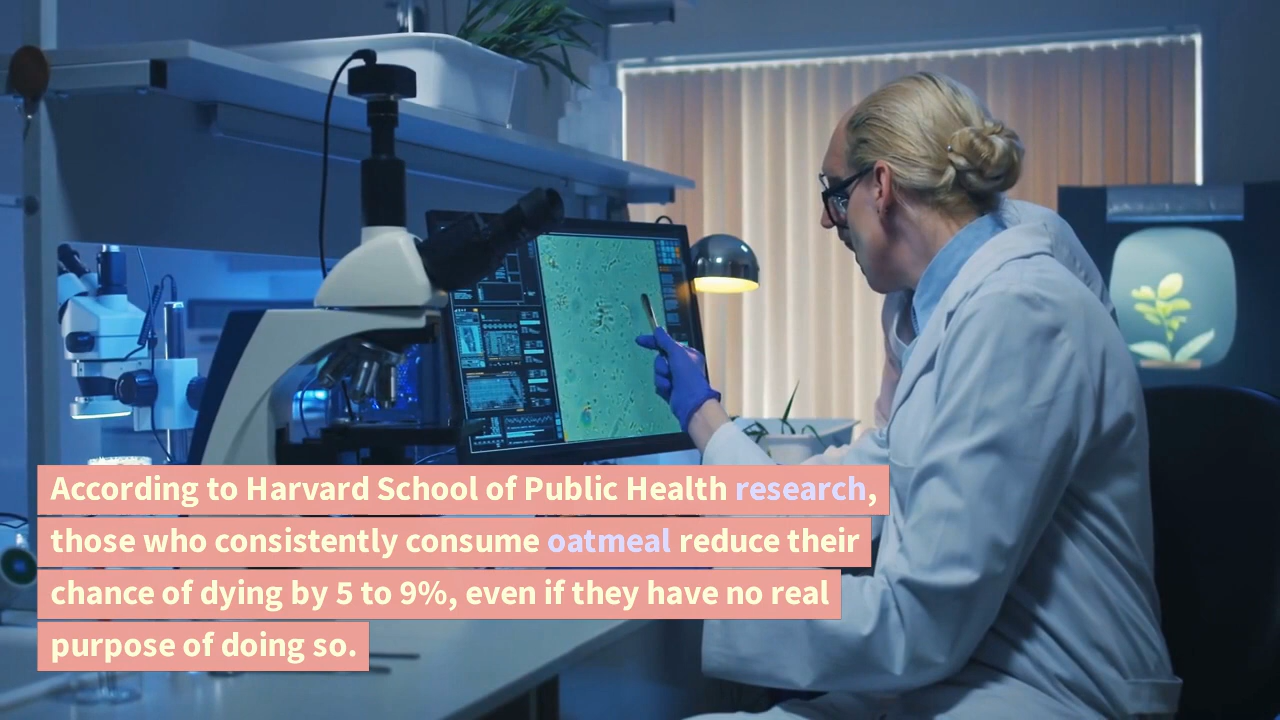 According to Harvard School of Public Health research,
those who consistently consume oatmeal reduce their
chance of dying by 5 to 9%, even if they have no real
purpose of doing so.